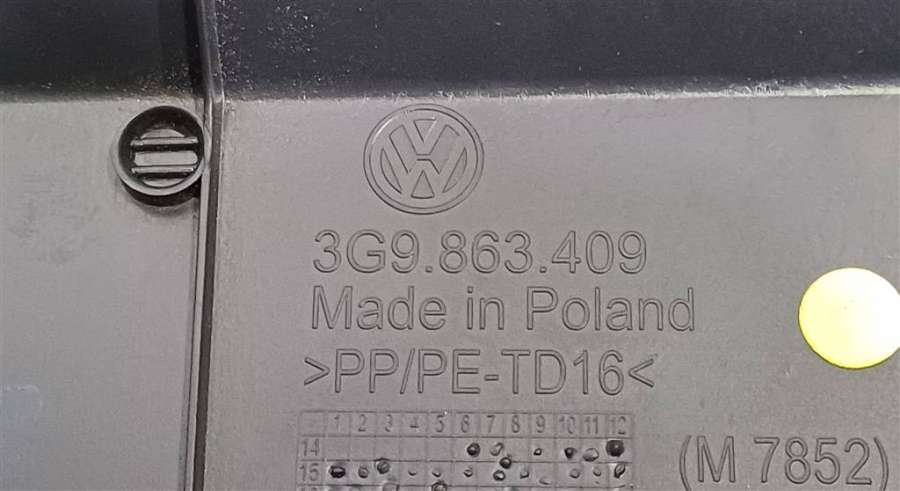 3G9.863.409
Made in Poland
>PP/PE-TD16<
1 2 3 4 5 6 7 8 9 10 11 12
14
15
(M 7852)